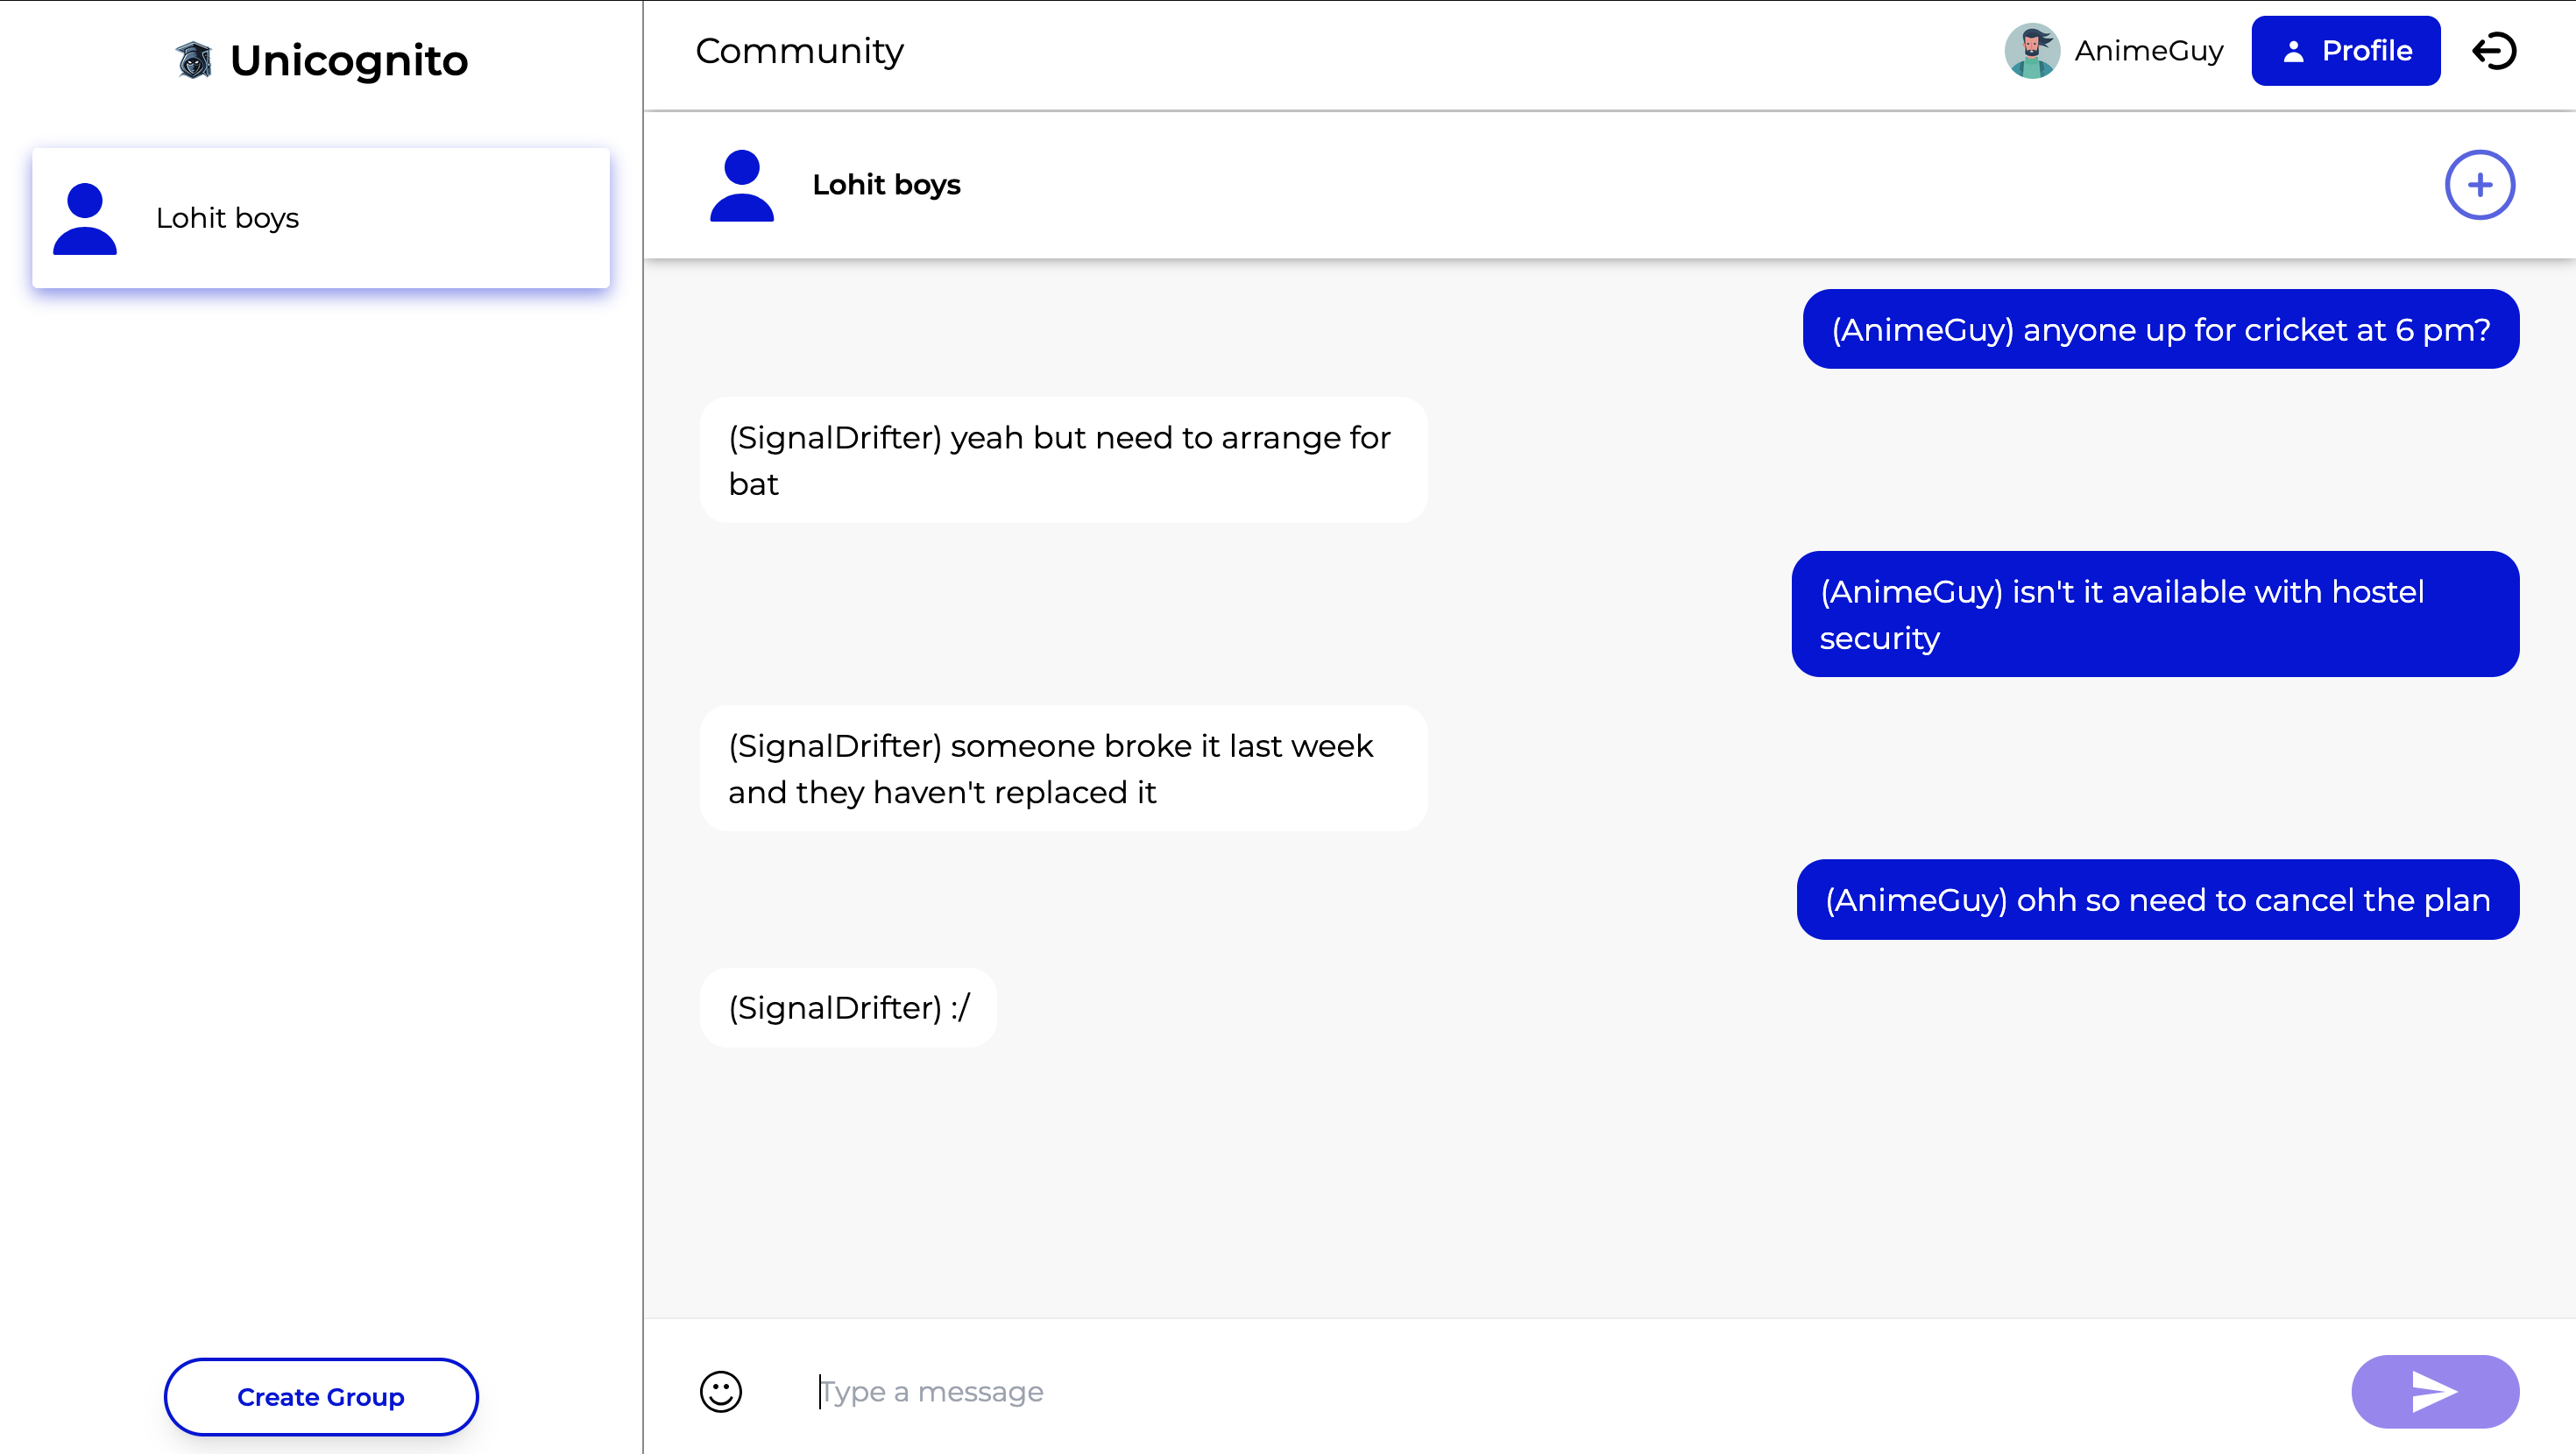 Unicognito
Lohit boys
Create Group
Community
AnimeGuy
Profile
Lohit boys
(AnimeGuy) anyone up for cricket at 6 pm?
(SignalDrifter) yeah but need to arrange for
bat
(AnimeGuy) isn't it available with hostel
security
(SignalDrifter) someone broke it last week
and they haven't replaced it
(AnimeGuy) ohh so need to cancel the plan
(SignalDrifter) :/
Type a message